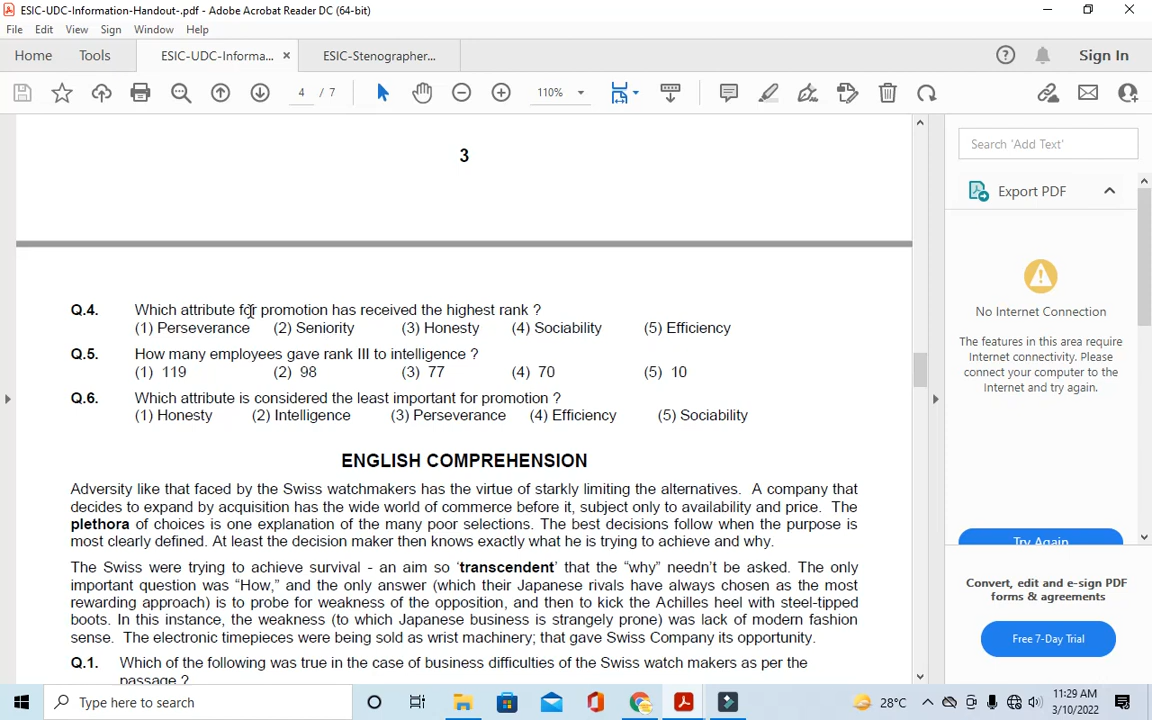 ESIC-UDC-Information-Handout-.pdf - Adobe Acrobat Reader DC (64-bit)
File Edit View Sign Window Help
Home Tools ESIC-UDC-Informa... × ESIC-Stenographer... Sign In
4 / 7 110%
3
Search 'Add Text'
Export PDF
No Internet Connection
The features in this area require
Internet connectivity. Please
connect your computer to the
Internet and try again.
Try Again
Convert, edit and e-sign PDF
forms & agreements
Free 7-Day Trial
Q.4. Which attribute for promotion has received the highest rank ?
(1) Perseverance (2) Seniority (3) Honesty (4) Sociability (5) Efficiency
Q.5. How many employees gave rank III to intelligence ?
(1) 119 (2) 98 (3) 77 (4) 70 (5) 10
Q.6. Which attribute is considered the least important for promotion ?
(1) Honesty (2) Intelligence (3) Perseverance (4) Efficiency (5) Sociability
ENGLISH COMPREHENSION
Adversity like that faced by the Swiss watchmakers has the virtue of starkly limiting the alternatives. A company that
decides to expand by acquisition has the wide world of commerce before it, subject only to availability and price. The
plethora of choices is one explanation of the many poor selections. The best decisions follow when the purpose is
most clearly defined. At least the decision maker then knows exactly what he is trying to achieve and why.
The Swiss were trying to achieve survival - an aim so ‘transcendent’ that the “why” needn’t be asked. The only
important question was “How,” and the only answer (which their Japanese rivals have always chosen as the most
rewarding approach) is to probe for weakness of the opposition, and then to kick the Achilles heel with steel-tipped
boots. In this instance, the weakness (to which Japanese business is strangely prone) was lack of modern fashion
sense. The electronic timepieces were being sold as wrist machinery; that gave Swiss Company its opportunity.
Q.1. Which of the following was true in the case of business difficulties of the Swiss watch makers as per the
passage ?
Type here to search
28°C
11:29 AM
3/10/2022